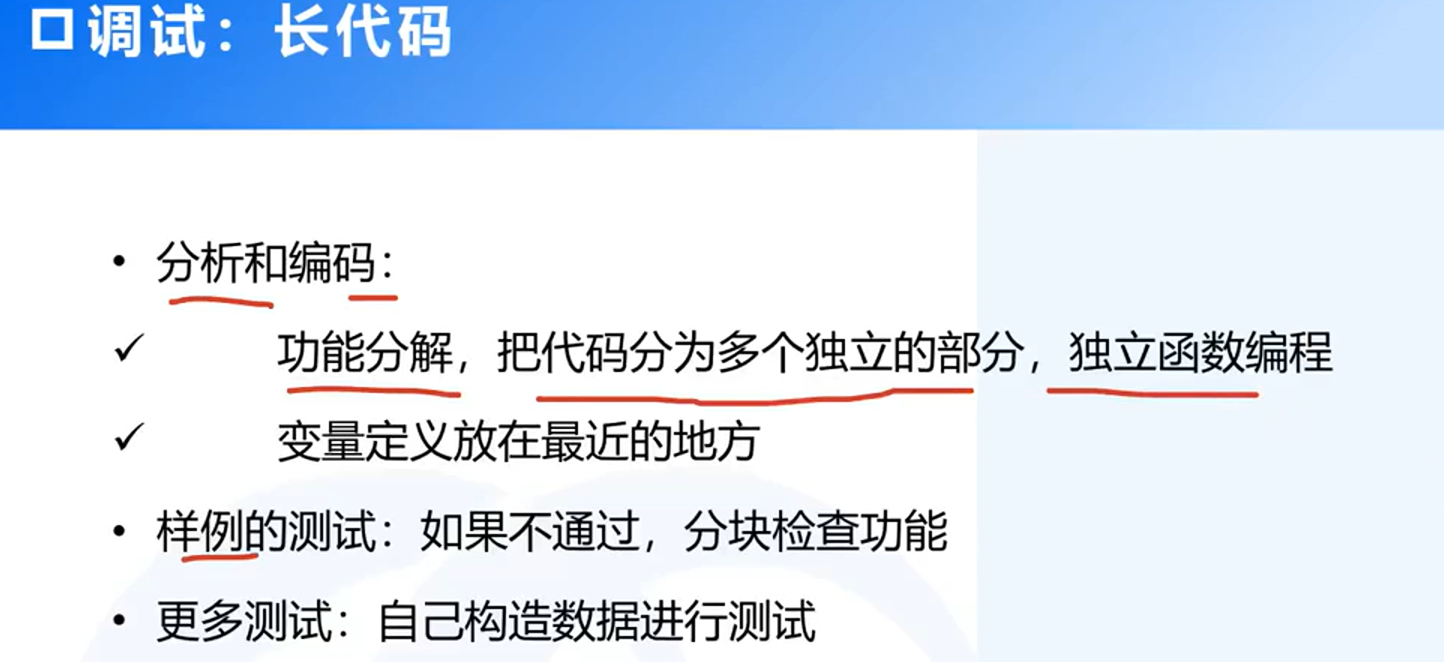 口调试：长代码
• 分析和编码：
✓ 功能分解，把代码分为多个独立的部分，独立函数编程
✓ 变量定义放在最近的地方
• 样例的测试：如果不通过，分块检查功能
• 更多测试：自己构造数据进行测试